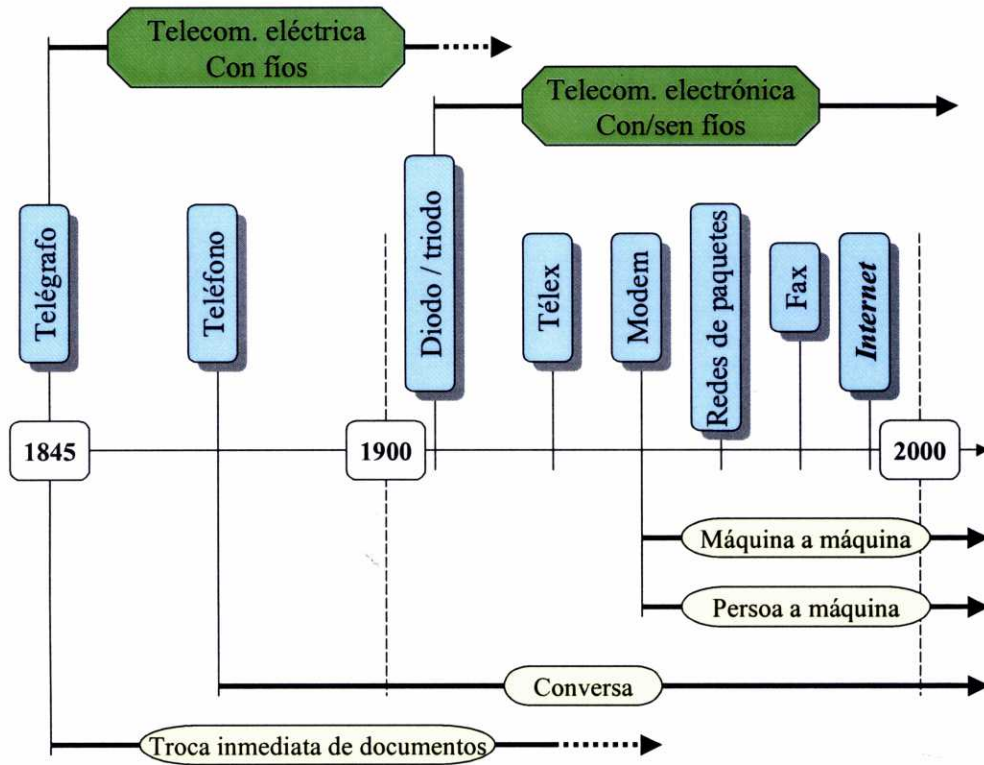 Telecom. eléctrica
Con fíos
Telecom. electrónica
Con/sen fíos
Telégrafo
Teléfono
Diodo / triodo
Télex
Modem
Redes de paquetes
Fax
Internet
1845
1900
2000
Máquina a máquina
Persoa a máquina
Conversa
Troca inmediata de documentos